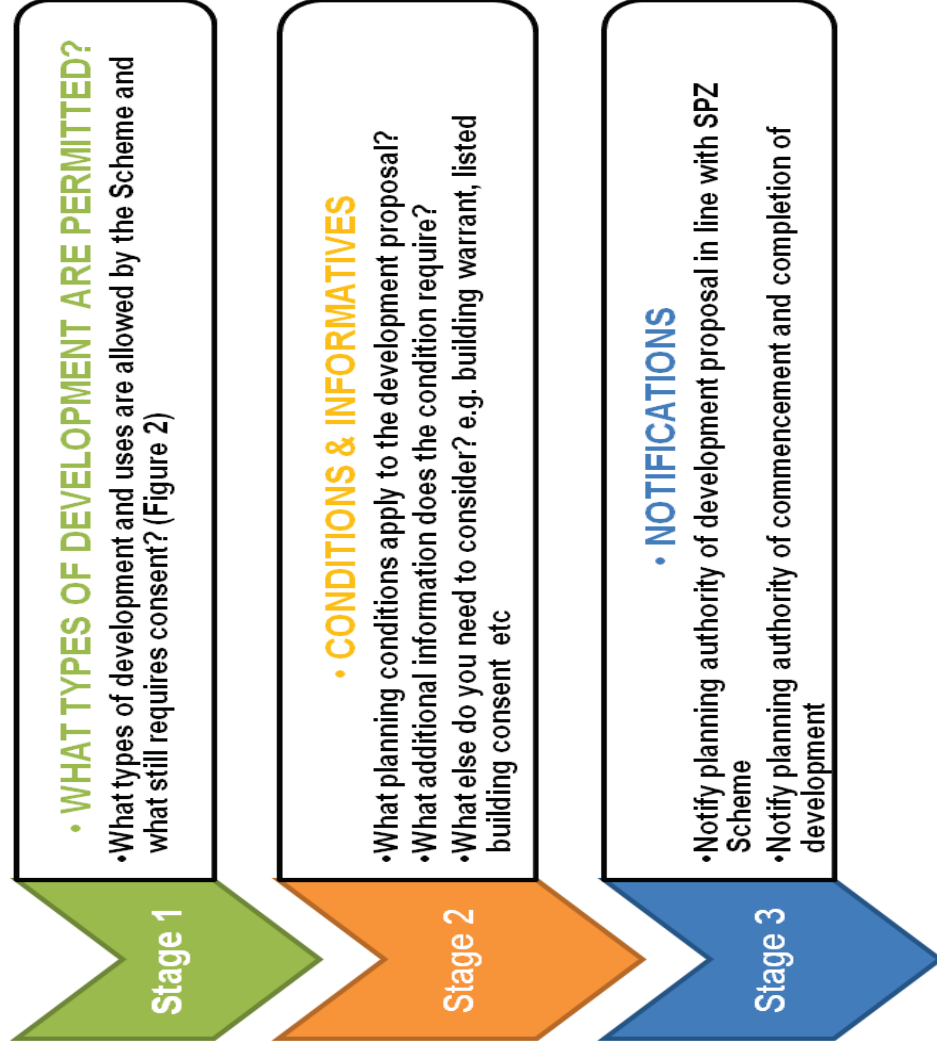 Stage 1
• WHAT TYPES OF DEVELOPMENT ARE PERMITTED?
• What types of development and uses are allowed by the Scheme and
what still requires consent? (Figure 2)
Stage 2
• CONDITIONS & INFORMATIVES
• What planning conditions apply to the development proposal?
• What additional information does the condition require?
• What else do you need to consider? e.g. building warrant, listed
building consent etc
Stage 3
• NOTIFICATIONS
• Notify planning authority of development proposal in line with SPZ
Scheme
• Notify planning authority of commencement and completion of
development